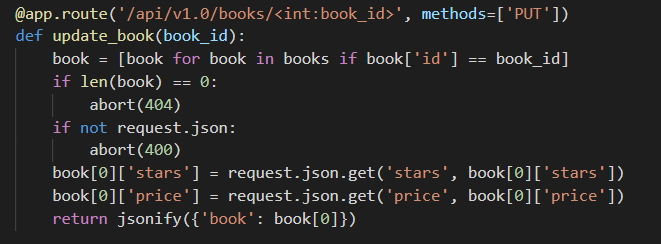 @app.route('/api/v1.0/books/<int:book_id>', methods=['PUT'])
def update_book(book_id):
    book = [book for book in books if book['id'] == book_id]
    if len(book) == 0:
        abort(404)
    if not request.json:
        abort(400)
    book[0]['stars'] = request.json.get('stars', book[0]['stars'])
    book[0]['price'] = request.json.get('price', book[0]['price'])
    return jsonify({'book': book[0]})